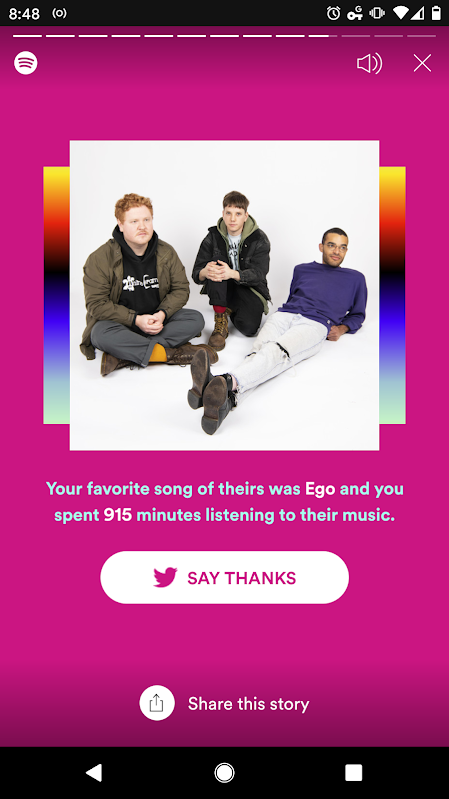 8:48
Your favorite song of theirs was Ego and you
spent 915 minutes listening to their music.
SAY THANKS
Share this story